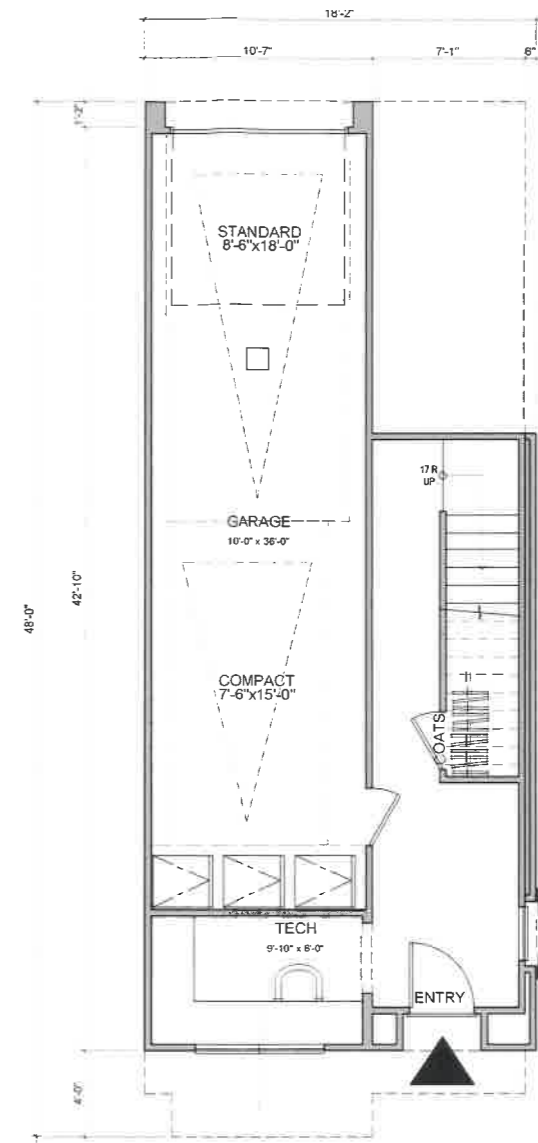 18'-2"
10'-7"
7'-1"
6"
1'-2"
STANDARD
8'-6"x18'-0"
17 R
UP
GARAGE
10'-0" x 36'-0"
42'-10"
48'-0"
COMPACT
7'-6"x15'-0"
COATS
TECH
9'-10" x 6'-0"
ENTRY
4'-0"